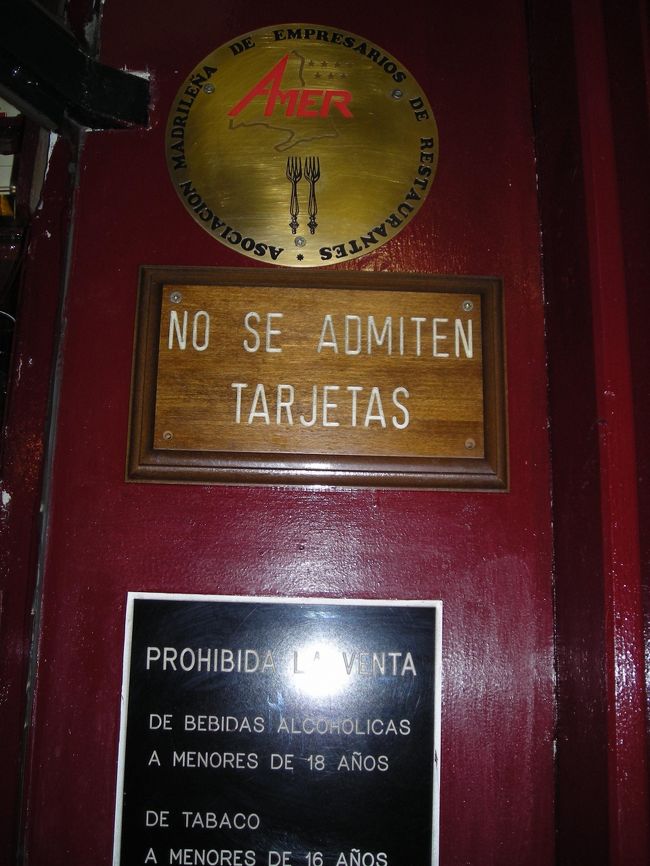 ASOCIACION MADRILEÑA DE EMPRESARIOS DE RESTAURANTES
AMER
NO SE ADMITEN
TARJETAS
PROHIBIDA LA VENTA
DE BEBIDAS ALCOHOLICAS
A MENORES DE 18 AÑOS
DE TABACO
A MENORES DE 16 AÑOS